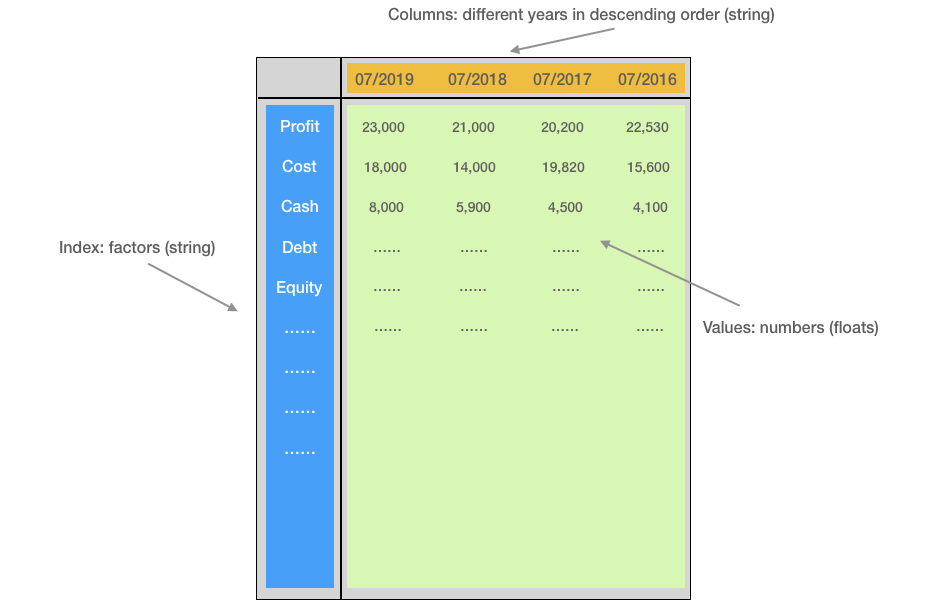 Columns: different years in descending order (string)
07/2019 07/2018 07/2017 07/2016
Profit 23,000 21,000 20,200 22,530
Cost 18,000 14,000 19,820 15,600
Cash 8,000 5,900 4,500 4,100
Index: factors (string)
Debt ...... ...... ...... ......
Equity ...... ...... ...... ......
...... ...... ...... ...... ......
Values: numbers (floats)
......
......
......